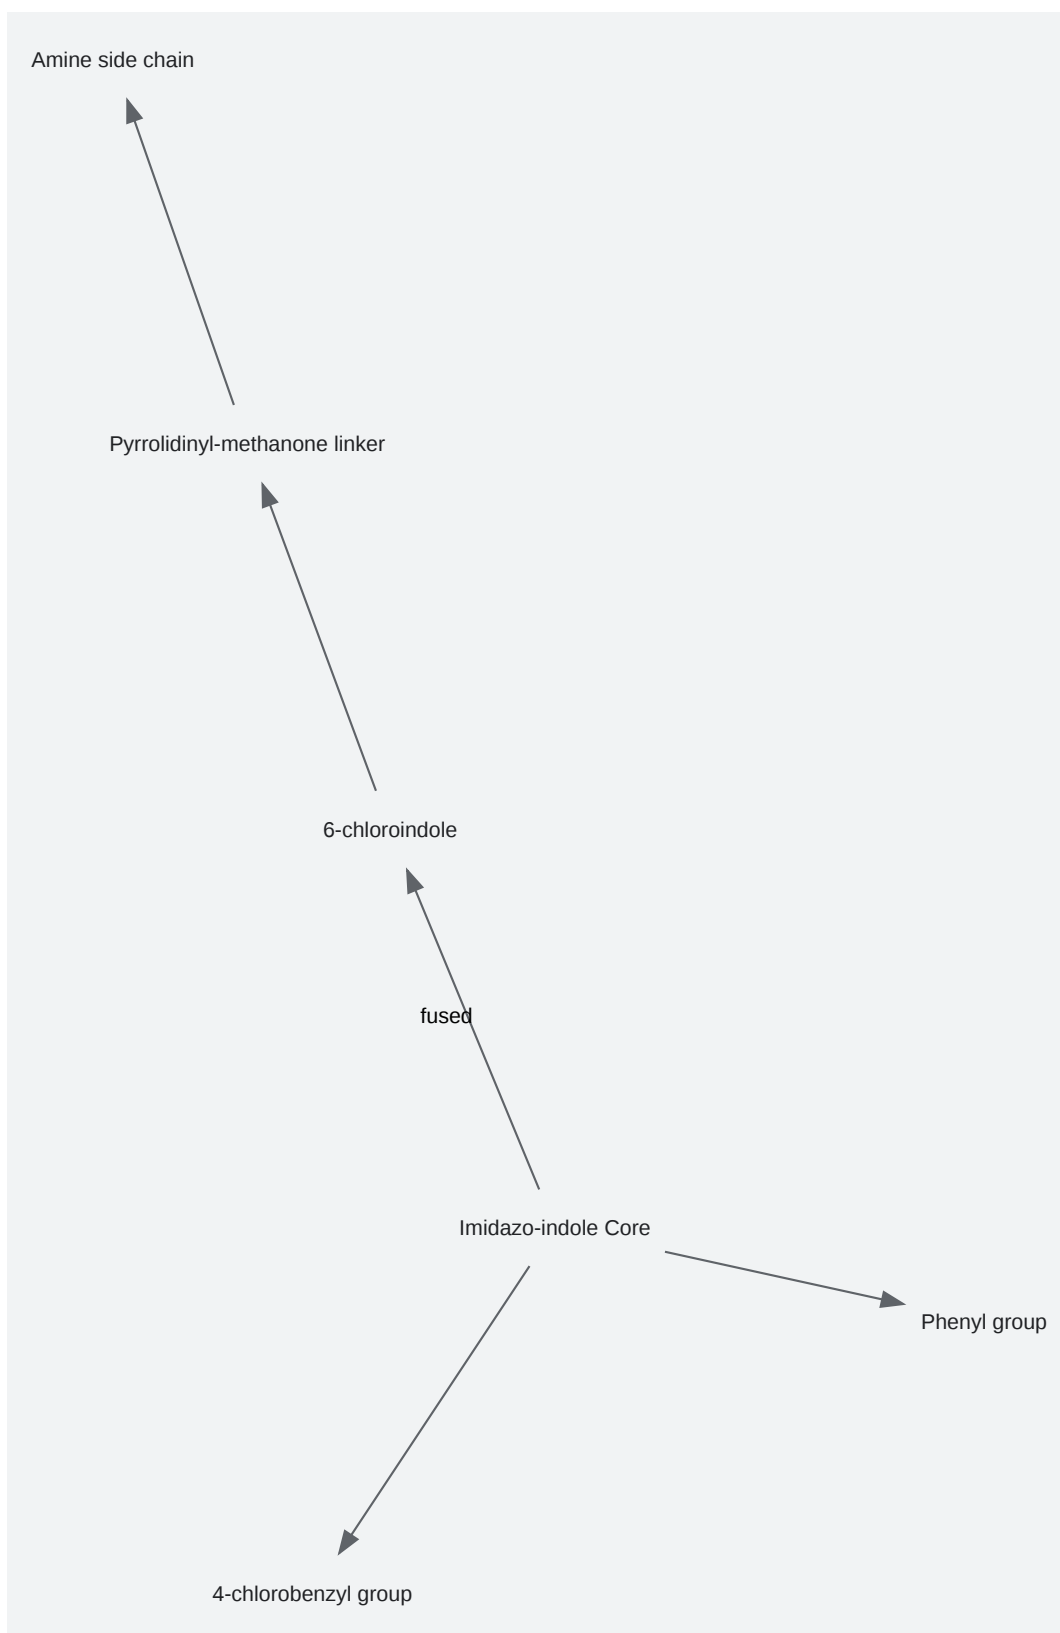 Amine side chain
Pyrrolidinyl-methanone linker
6-chloroindole
fused
Imidazo-indole Core
Phenyl group
4-chlorobenzyl group